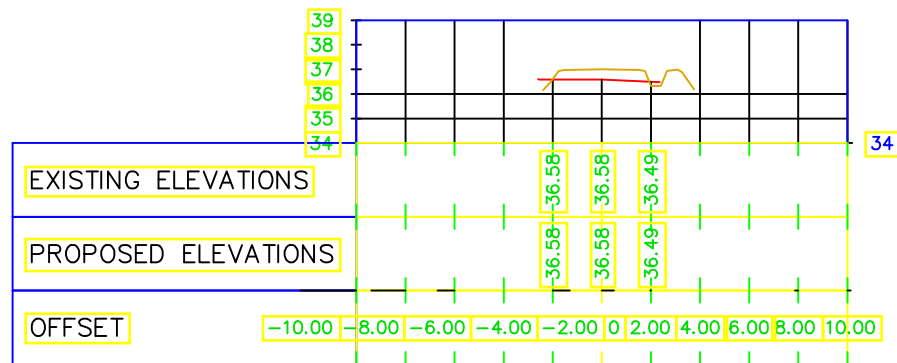 39
38
37
36
35
34 34
EXISTING ELEVATIONS 36.58 36.58 36.49
PROPOSED ELEVATIONS 36.58 36.58 36.49
OFFSET -10.00 -8.00 -6.00 -4.00 -2.00 0 2.00 4.00 6.00 8.00 10.00